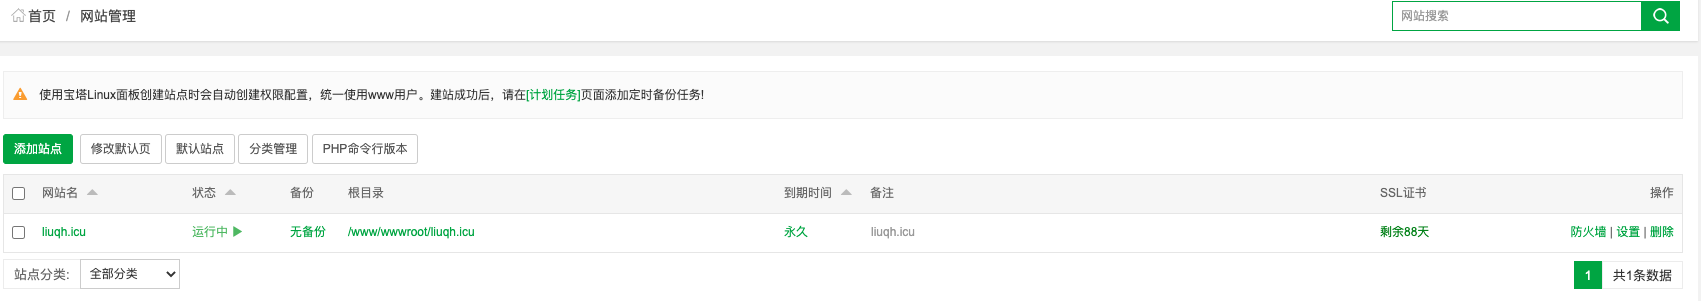 首页 / 网站管理 网站搜索
使用宝塔Linux面板创建站点时会自动创建权限配置，统一使用www用户。建站成功后，请在[计划任务]页面添加定时备份任务!
添加站点 修改默认页 默认站点 分类管理 PHP命令行版本
网站名 状态 备份 根目录 到期时间 备注 SSL证书 操作
liuqh.icu 运行中 无备份 /www/wwwroot/liuqh.icu 永久 liuqh.icu 剩余88天 防火墙 | 设置 | 删除
站点分类: 全部分类 1 共1条数据